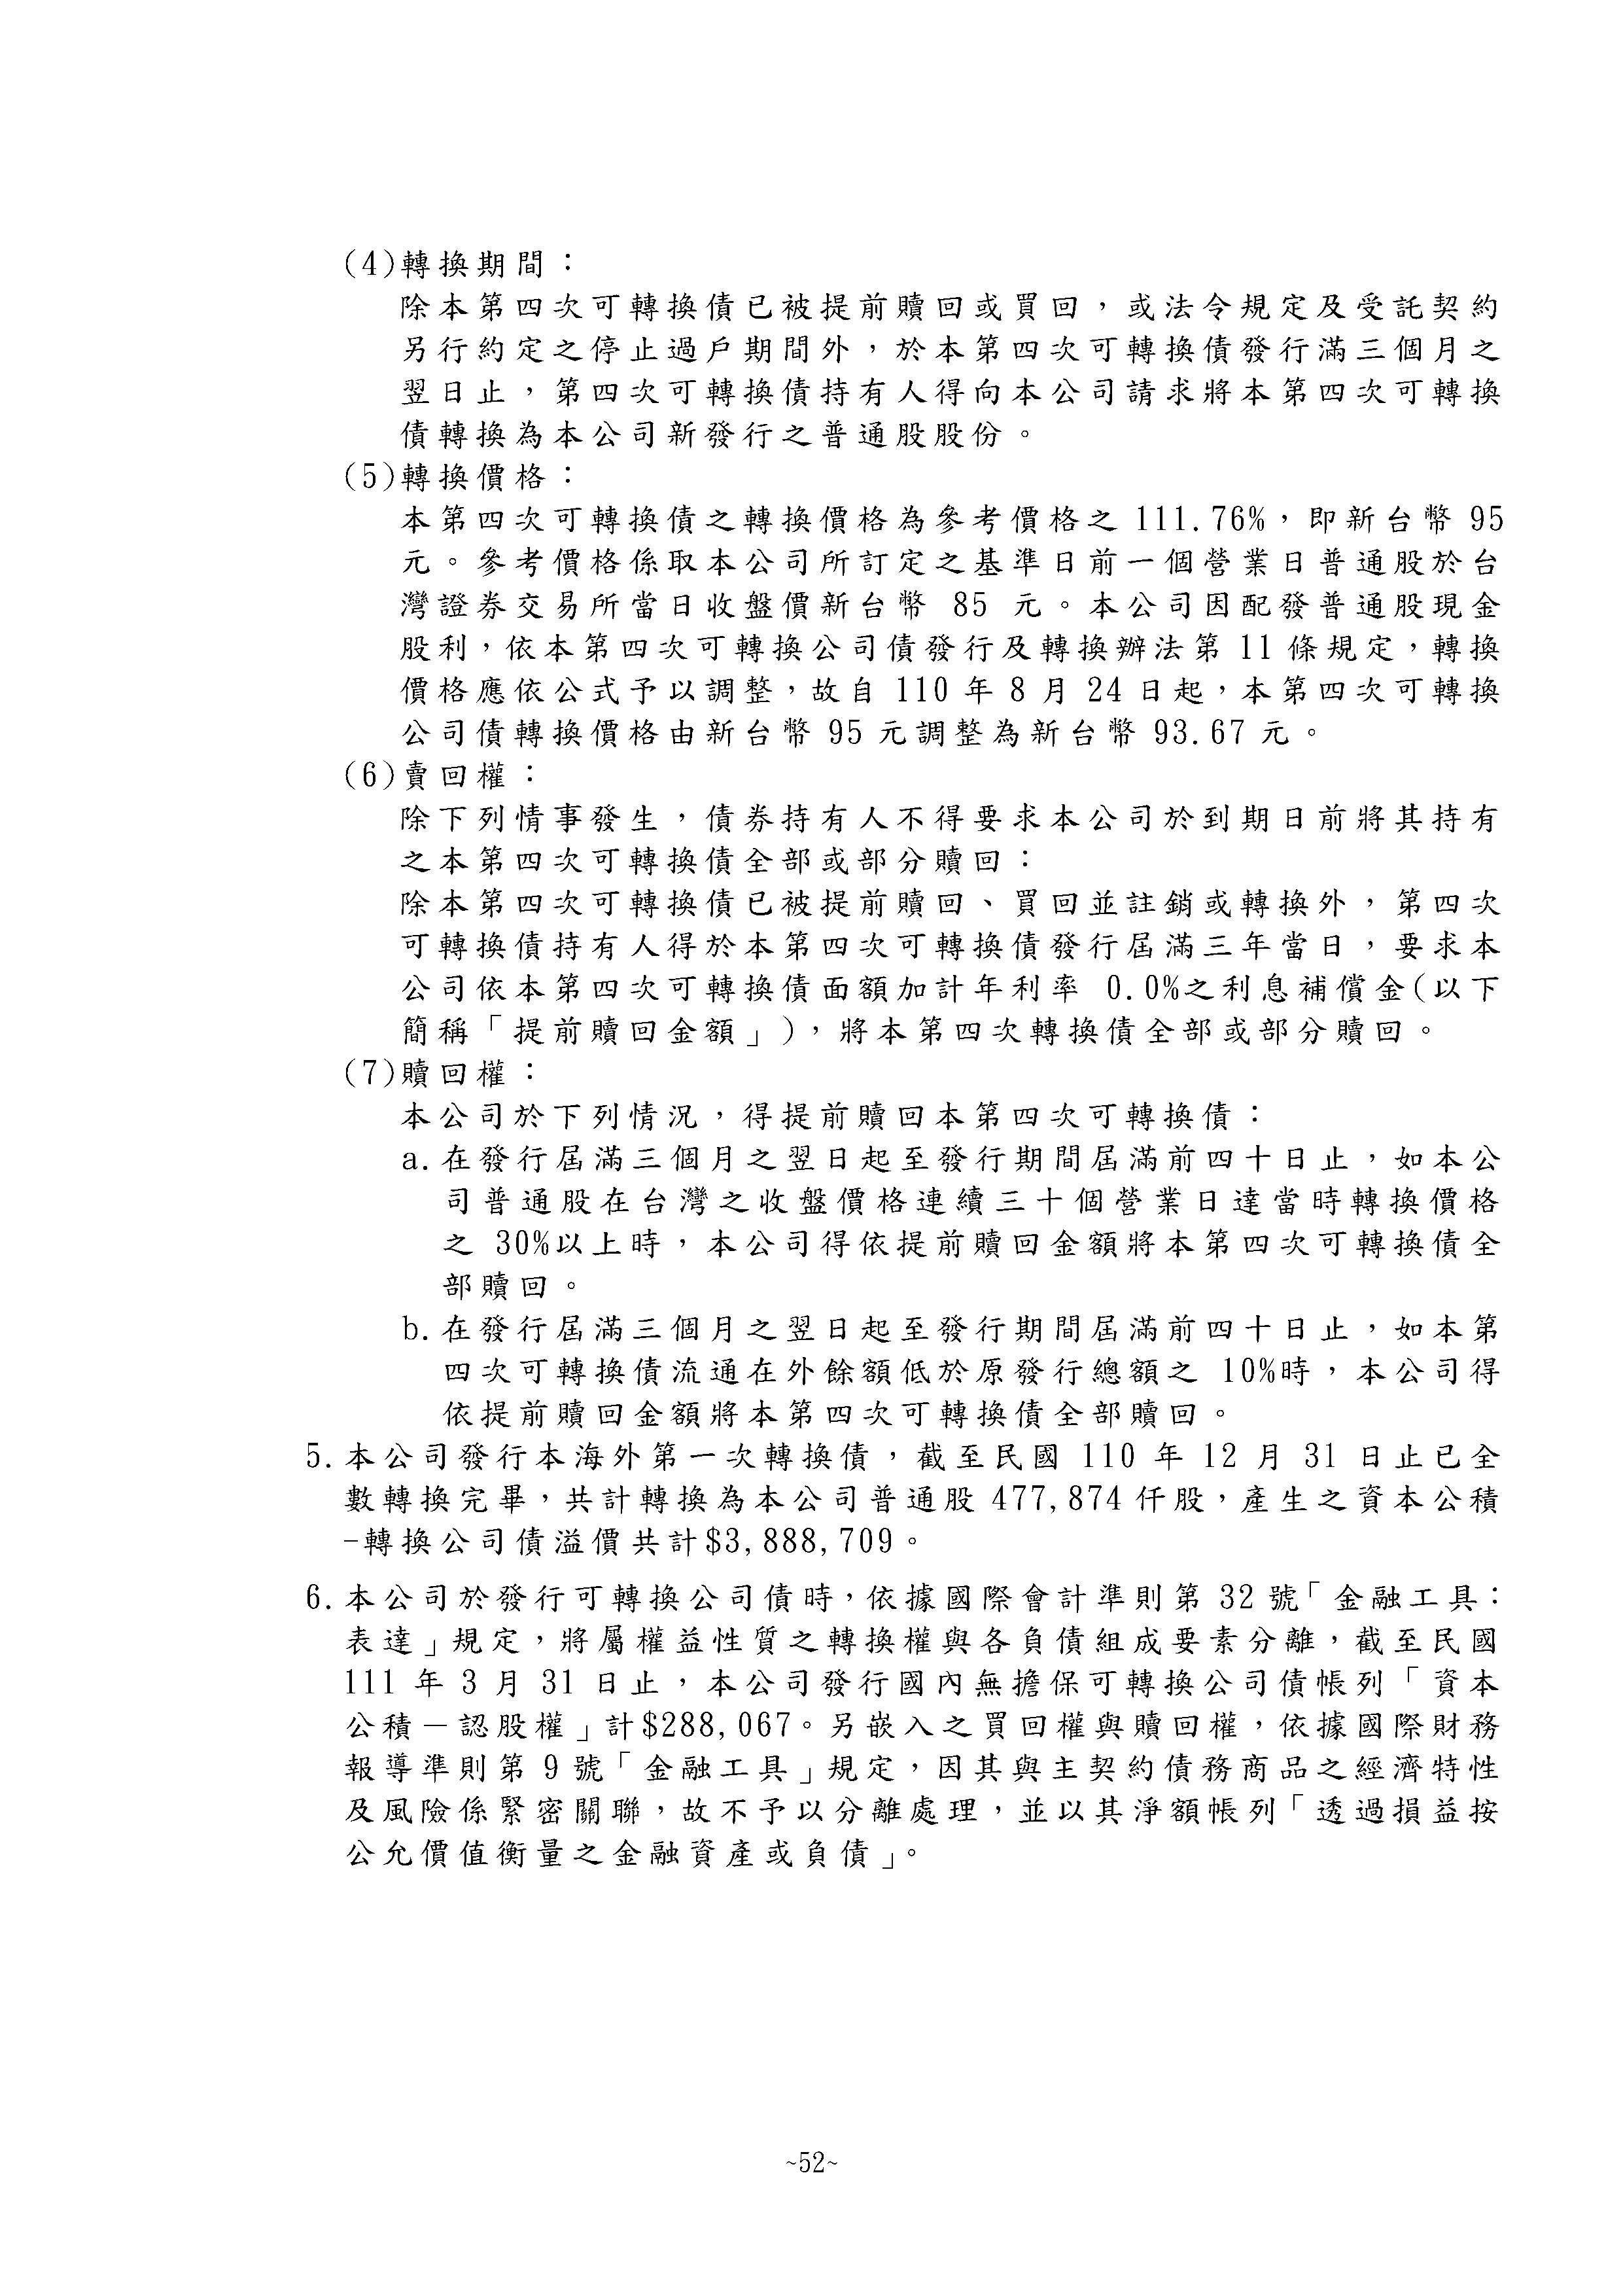 (4)轉換期間：
除本第四次可轉換債已被提前贖回或買回，或法令規定及受託契約
另行約定之停止過戶期間外，於本第四次可轉換債發行滿三個月之
翌日止，第四次可轉換債持有人得向本公司請求將本第四次可轉換
債轉換為本公司新發行之普通股股份。
(5)轉換價格：
本第四次可轉換債之轉換價格為參考價格之 111.76%，即新台幣 95
元。參考價格係取本公司所訂定之基準日前一個營業日普通股於台
灣證券交易所當日收盤價新台幣 85 元。本公司因配發普通股現金
股利，依本第四次可轉換公司債發行及轉換辦法第 11 條規定，轉換
價格應依公式予以調整，故自 110 年 8 月 24 日起，本第四次可轉換
公司債轉換價格由新台幣 95 元調整為新台幣 93.67 元。
(6)賣回權：
除下列情事發生，債券持有人不得要求本公司於到期日前將其持有
之本第四次可轉換債全部或部分贖回：
除本第四次可轉換債已被提前贖回、買回並註銷或轉換外，第四次
可轉換債持有人得於本第四次可轉換債發行屆滿三年當日，要求本
公司依本第四次可轉換債面額加計年利率 0.0%之利息補償金(以下
簡稱「提前贖回金額」)，將本第四次轉換債全部或部分贖回。
(7)贖回權：
本公司於下列情況，得提前贖回本第四次可轉換債：
a.在發行屆滿三個月之翌日起至發行期間屆滿前四十日止，如本公
司普通股在台灣之收盤價格連續三十個營業日達當時轉換價格
之 30%以上時，本公司得依提前贖回金額將本第四次可轉換債全
部贖回。
b.在發行屆滿三個月之翌日起至發行期間屆滿前四十日止，如本第
四次可轉換債流通在外餘額低於原發行總額之 10%時，本公司得
依提前贖回金額將本第四次可轉換債全部贖回。
5.本公司發行本海外第一次轉換債，截至民國 110 年 12 月 31 日止已全
數轉換完畢，共計轉換為本公司普通股 477,874 仟股，產生之資本公積
-轉換公司債溢價共計$3,888,709。
6.本公司於發行可轉換公司債時，依據國際會計準則第 32 號「金融工具：
表達」規定，將屬權益性質之轉換權與各負債組成要素分離，截至民國
111 年 3 月 31 日止，本公司發行國內無擔保可轉換公司債帳列「資本
公積－認股權」計$288,067。另嵌入之買回權與贖回權，依據國際財務
報導準則第 9 號「金融工具」規定，因其與主契約債務商品之經濟特性
及風險係緊密關聯，故不予以分離處理，並以其淨額帳列「透過損益按
公允價值衡量之金融資產或負債」。
~52~